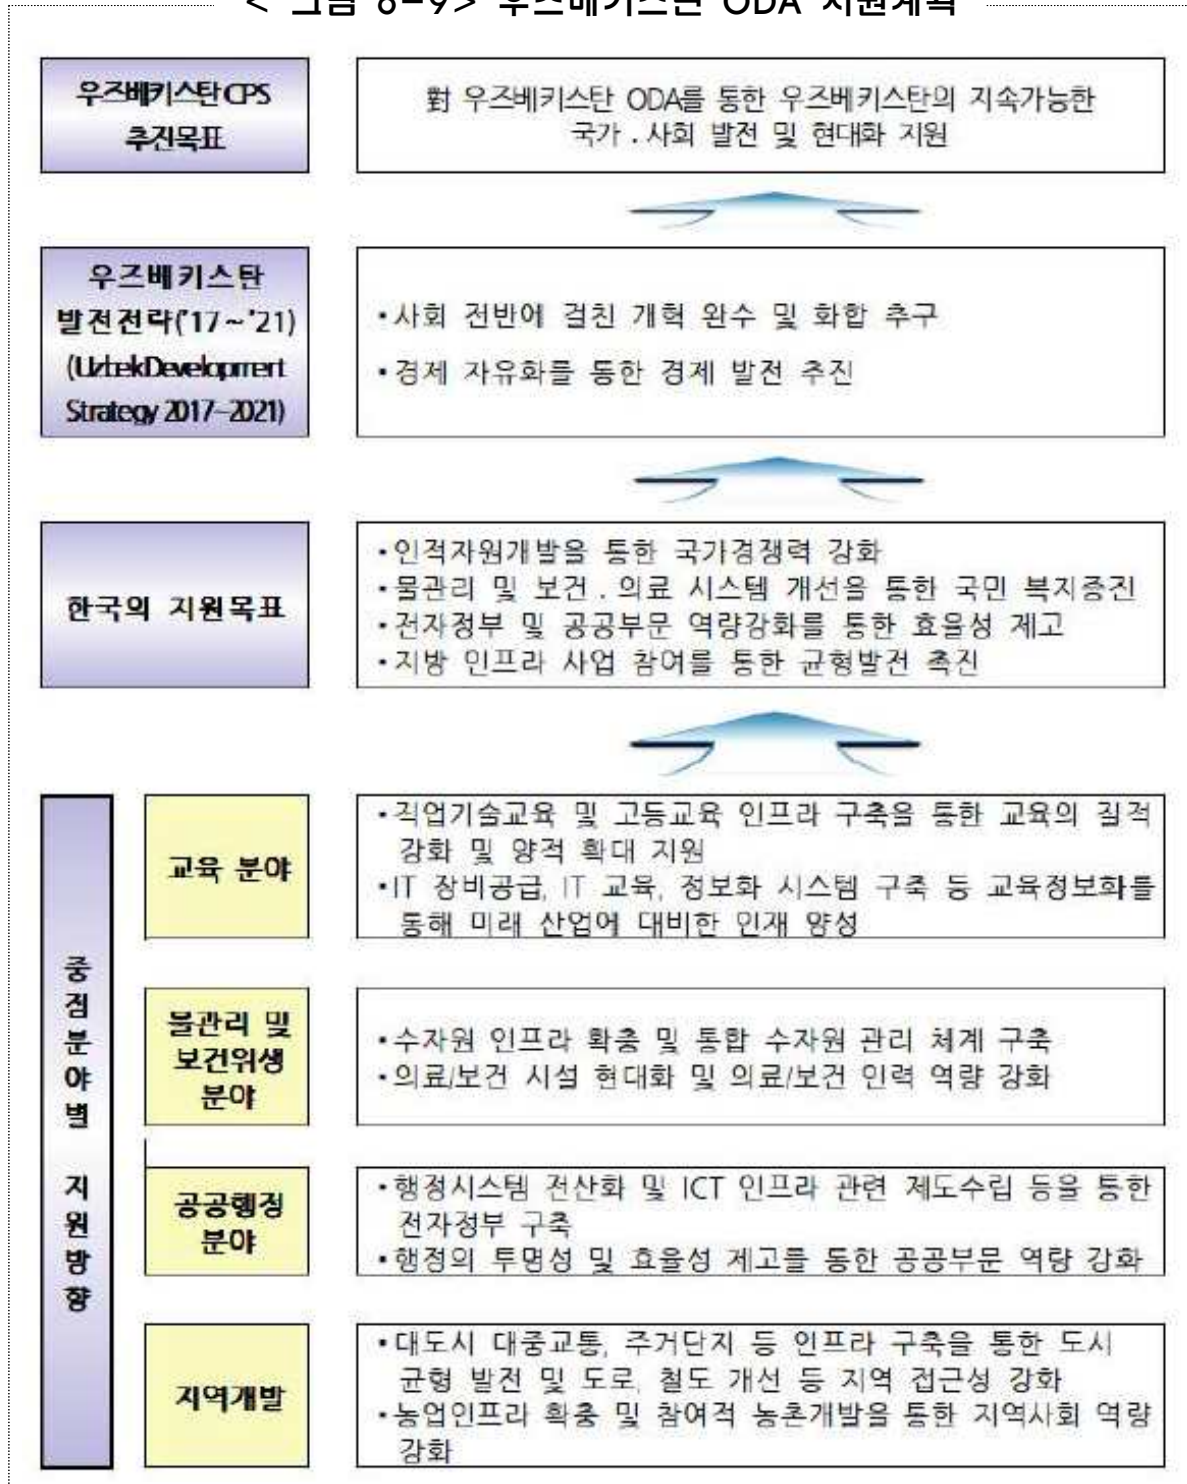 < 그림 6-9> 우즈베키스탄 ODA 지원계획
우즈베키스탄 CPS
추진목표
對 우즈베키스탄 ODA를 통한 우즈베키스탄의 지속가능한
국가 . 사회 발전 및 현대화 지원
우즈베키스탄
발전전략('17~'21)
(Uzbek Development
Strategy 2017-2021)
•사회 전반에 걸친 개혁 완수 및 화합 추구
•경제 자유화를 통한 경제 발전 추진
한국의 지원목표
•인적자원개발을 통한 국가경쟁력 강화
•물관리 및 보건 . 의료 시스템 개선을 통한 국민 복지증진
•전자정부 및 공공부문 역량강화를 통한 효율성 제고
•지방 인프라 사업 참여를 통한 균형발전 촉진
중점분야별 지원방향
교육 분야
•직업기술교육 및 고등교육 인프라 구축을 통한 교육의 질적
강화 및 양적 확대 지원
•IT 장비공급, IT 교육, 정보화 시스템 구축 등 교육정보화를
통해 미래 산업에 대비한 인재 양성
물관리 및
보건위생
분야
•수자원 인프라 확충 및 통합 수자원 관리 체계 구축
•의료/보건 시설 현대화 및 의료/보건 인력 역량 강화
공공행정
분야
•행정시스템 전산화 및 ICT 인프라 관련 제도수립 등을 통한
전자정부 구축
•행정의 투명성 및 효율성 제고를 통한 공공부문 역량 강화
지역개발
•대도시 대중교통, 주거단지 등 인프라 구축을 통한 도시
균형 발전 및 도로, 철도 개선 등 지역 접근성 강화
•농업인프라 확충 및 참여적 농촌개발을 통한 지역사회 역량
강화